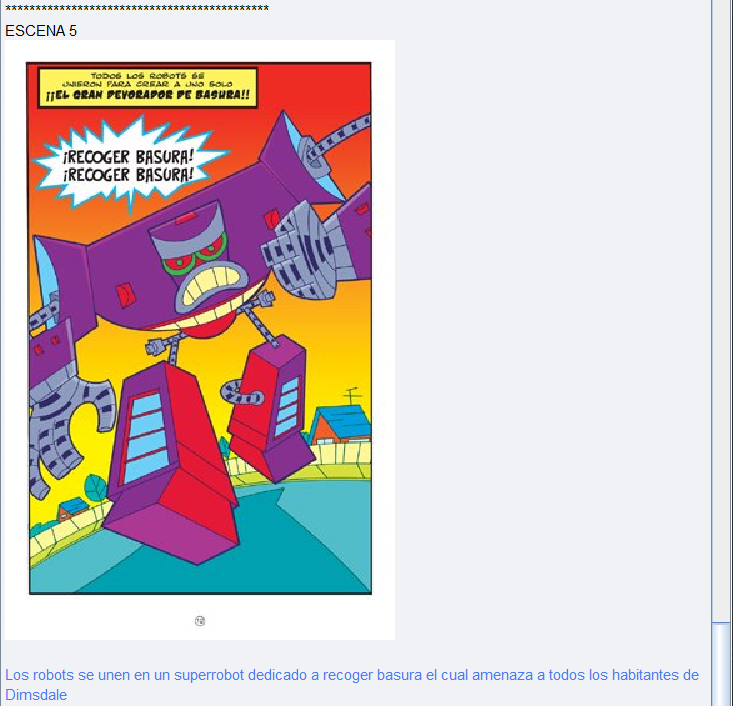 ********************************************
ESCENA 5
TODOS LOS ROBOTS SE
UNIERON PARA CREAR A UNO SOLO
¡¡EL GRAN DEVORADOR DE BASURA!!
¡RECOGER BASURA!
¡RECOGER BASURA!
Los robots se unen en un superrobot dedicado a recoger basura el cual amenaza a todos los habitantes de
Dimsdale